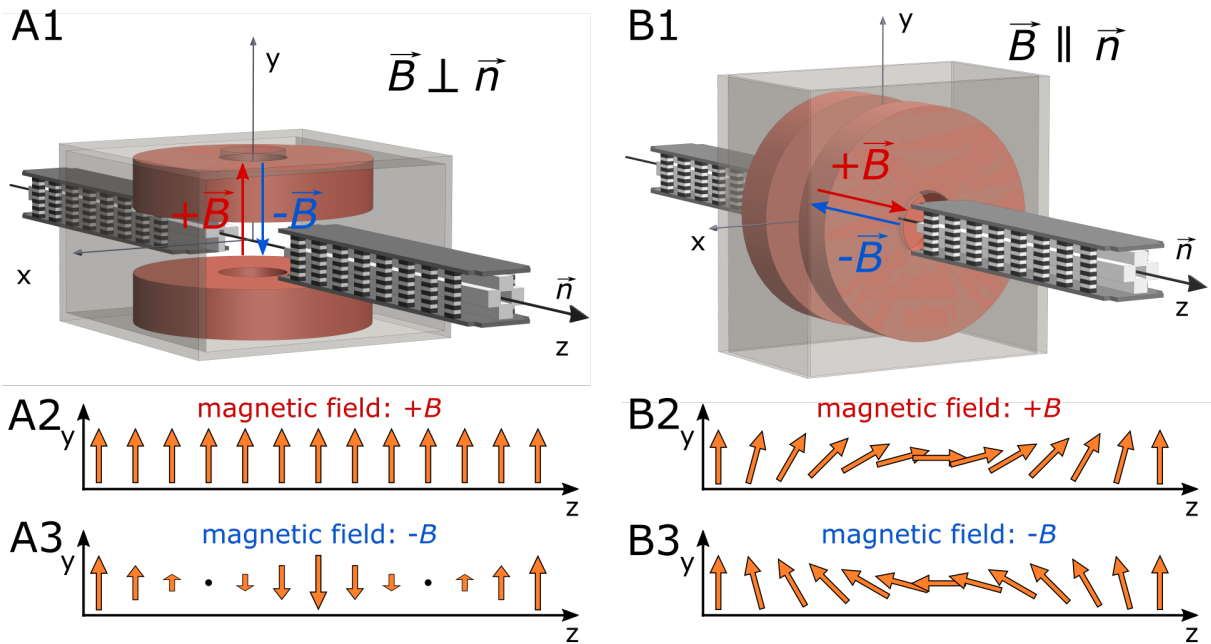 A1
y
B⃗ ⊥ n⃗
+B⃗
-B⃗
x
n⃗
z
B1
y
B⃗ ∥ n⃗
+B⃗
-B⃗
x
n⃗
z
A2
magnetic field: +B
y
z
A3
magnetic field: -B
y
z
B2
magnetic field: +B
y
z
B3
magnetic field: -B
y
z